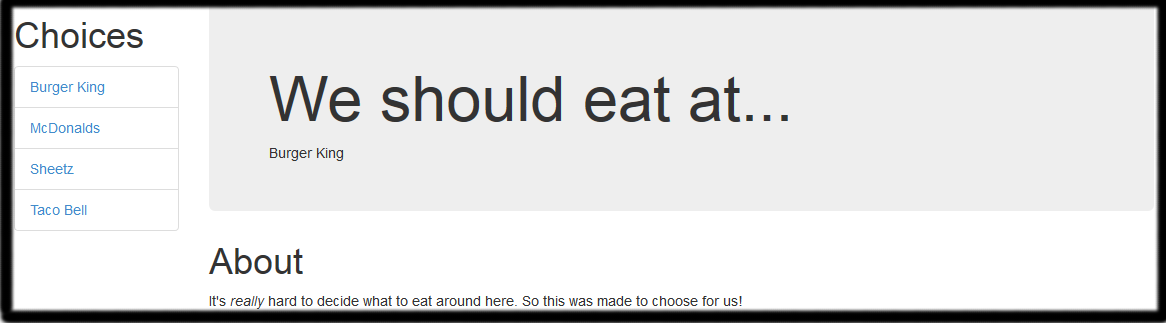 Choices
Burger King
McDonalds
Sheetz
Taco Bell
We should eat at...
Burger King
About
It's really hard to decide what to eat around here. So this was made to choose for us!